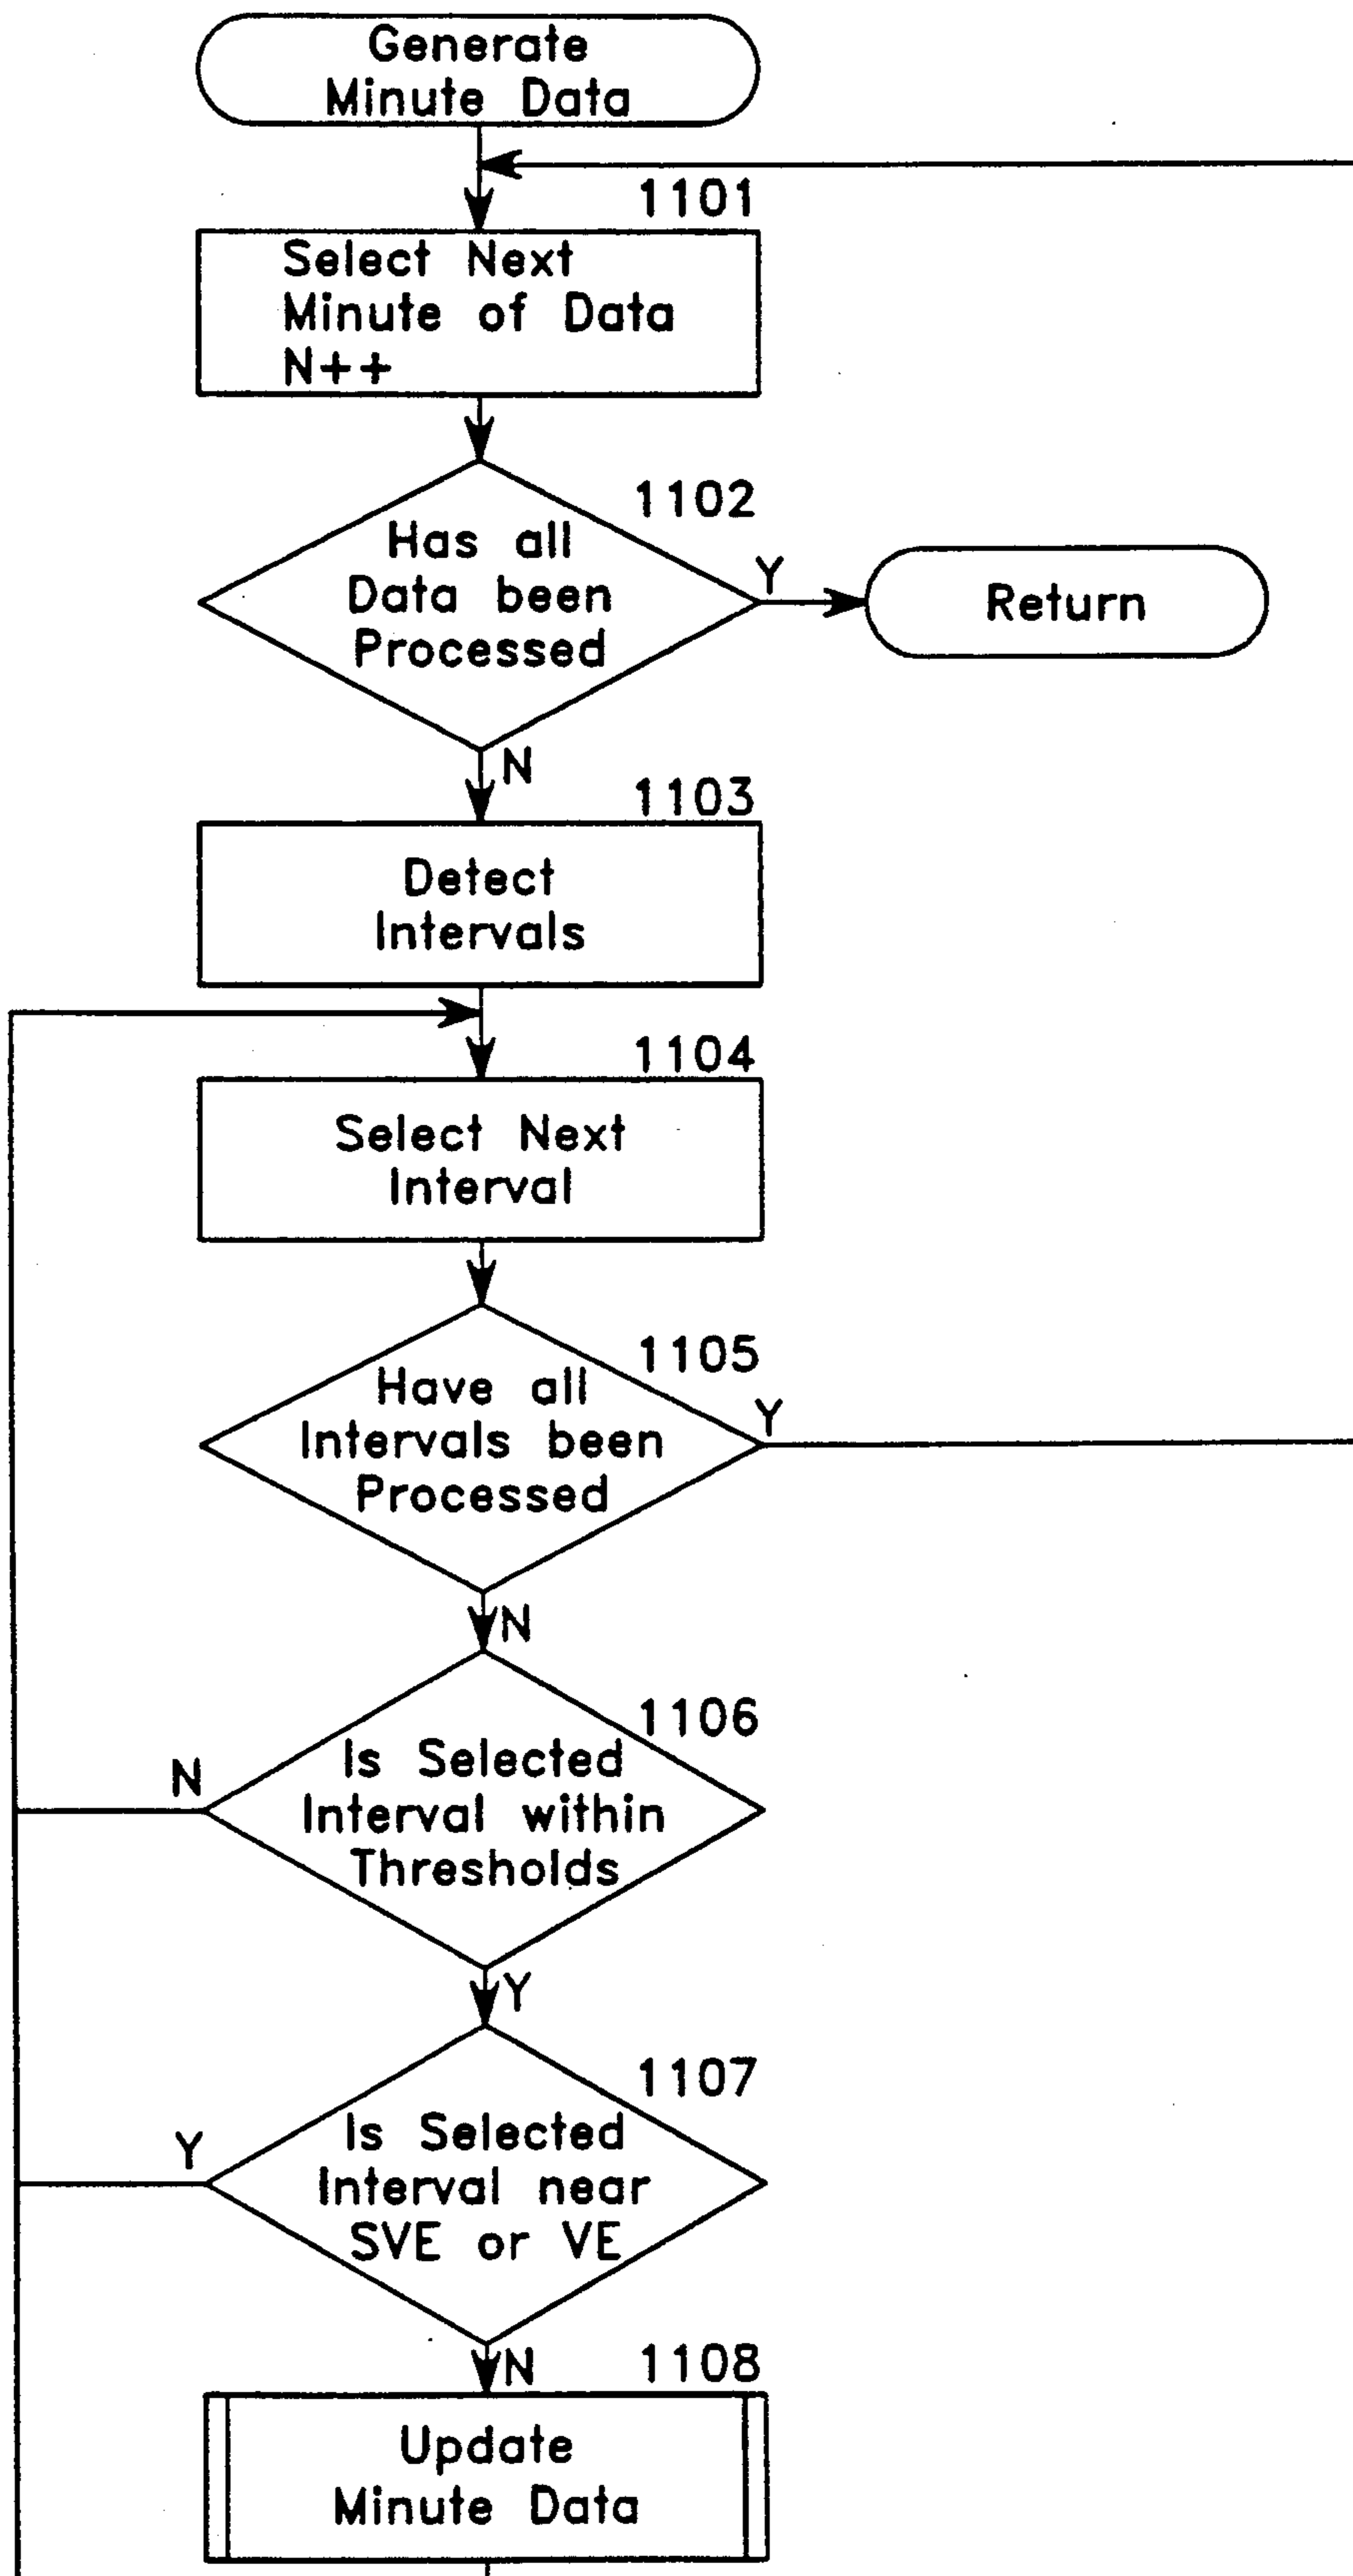 Generate
Minute Data
1101
Select Next
Minute of Data
N++
1102
Has all
Data been
Processed
Y
Return
N
1103
Detect
Intervals
1104
Select Next
Interval
1105
Have all
Intervals been
Processed
Y
N
1106
Is Selected
Interval within
Thresholds
N
Y
1107
Is Selected
Interval near
SVE or VE
Y
N
1108
Update
Minute Data